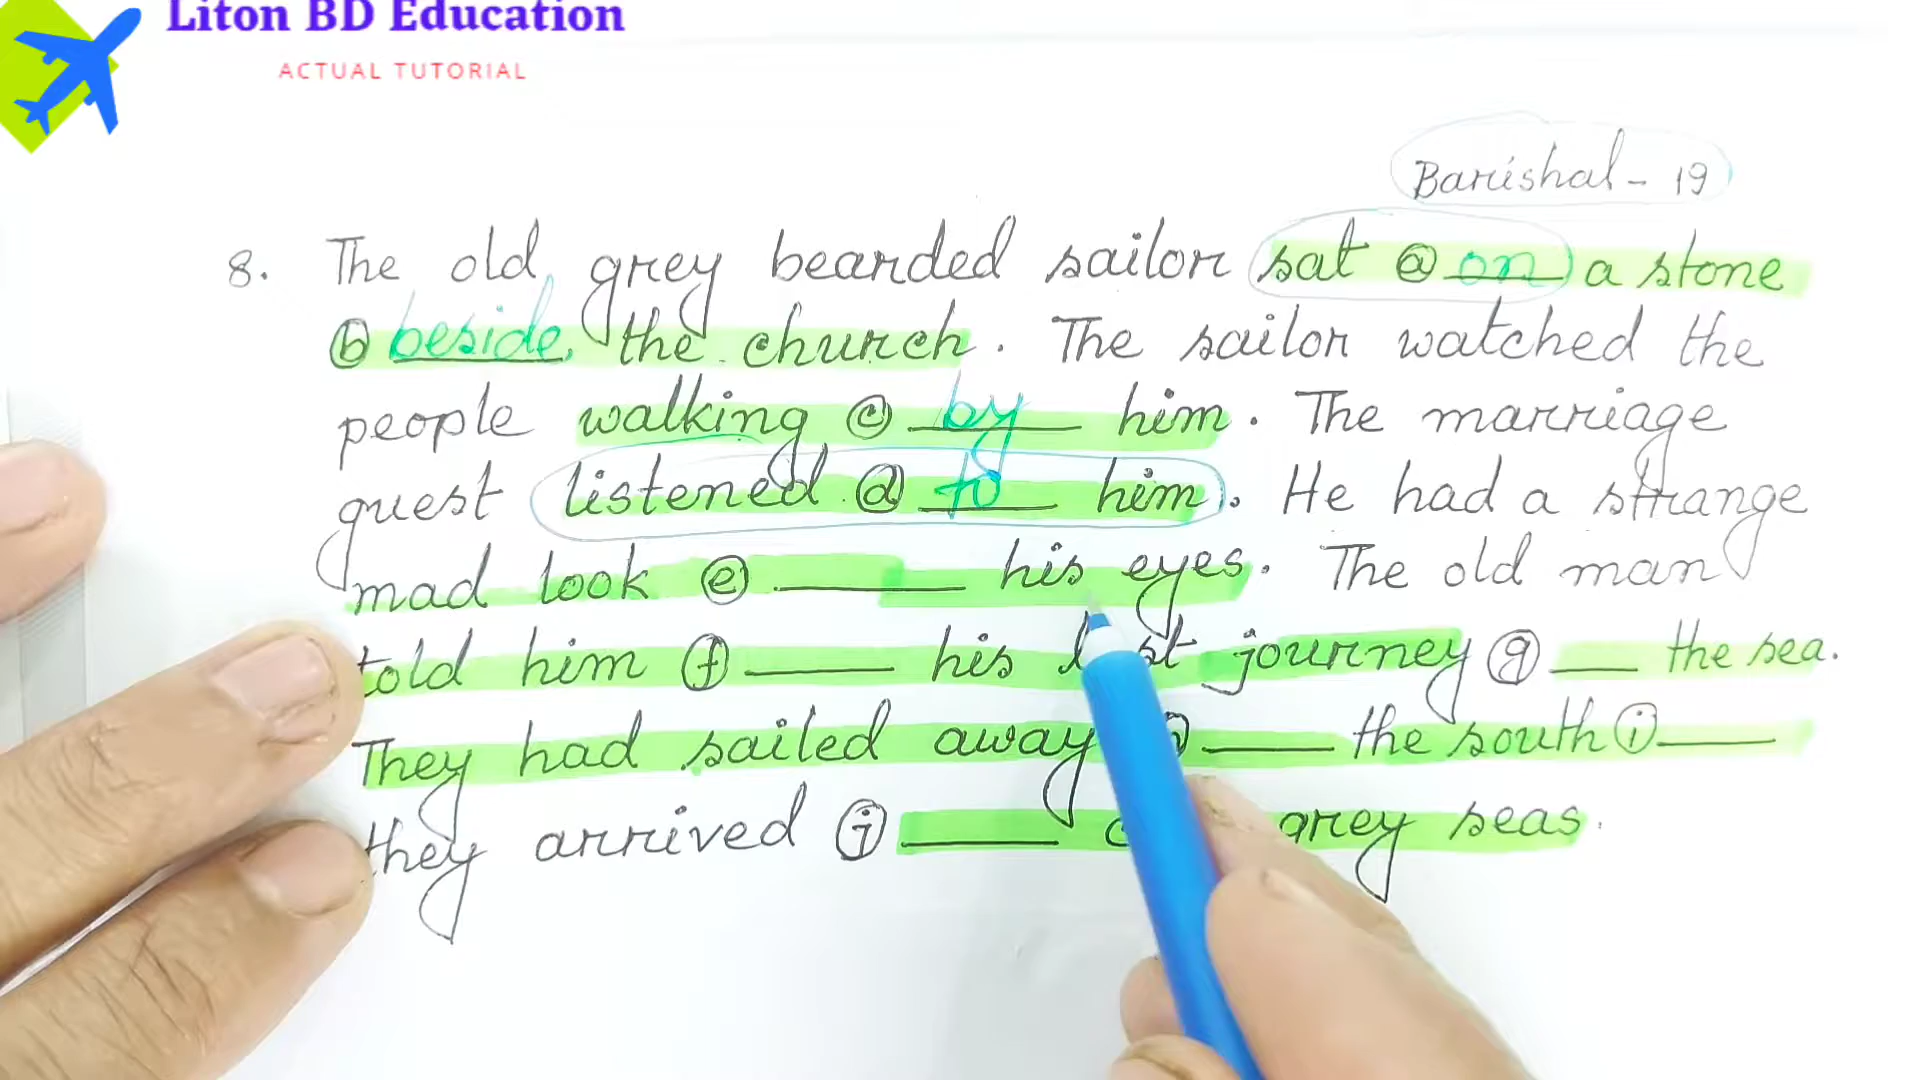 Liton BD Education
ACTUAL TUTORIAL
Barishal - 19
8. The old grey bearded sailor sat ⓐ on a stone
ⓑ beside the church. The sailor watched the
people walking ⓒ by him. The marriage
guest listened ⓓ to him. He had a strange
mad look ⓔ ____ his eyes. The old man
told him ⓕ ____ his journey ⓖ __ the sea.
They had sailed away ____ the south ⓘ ____
they arrived ⓙ ____ grey seas.